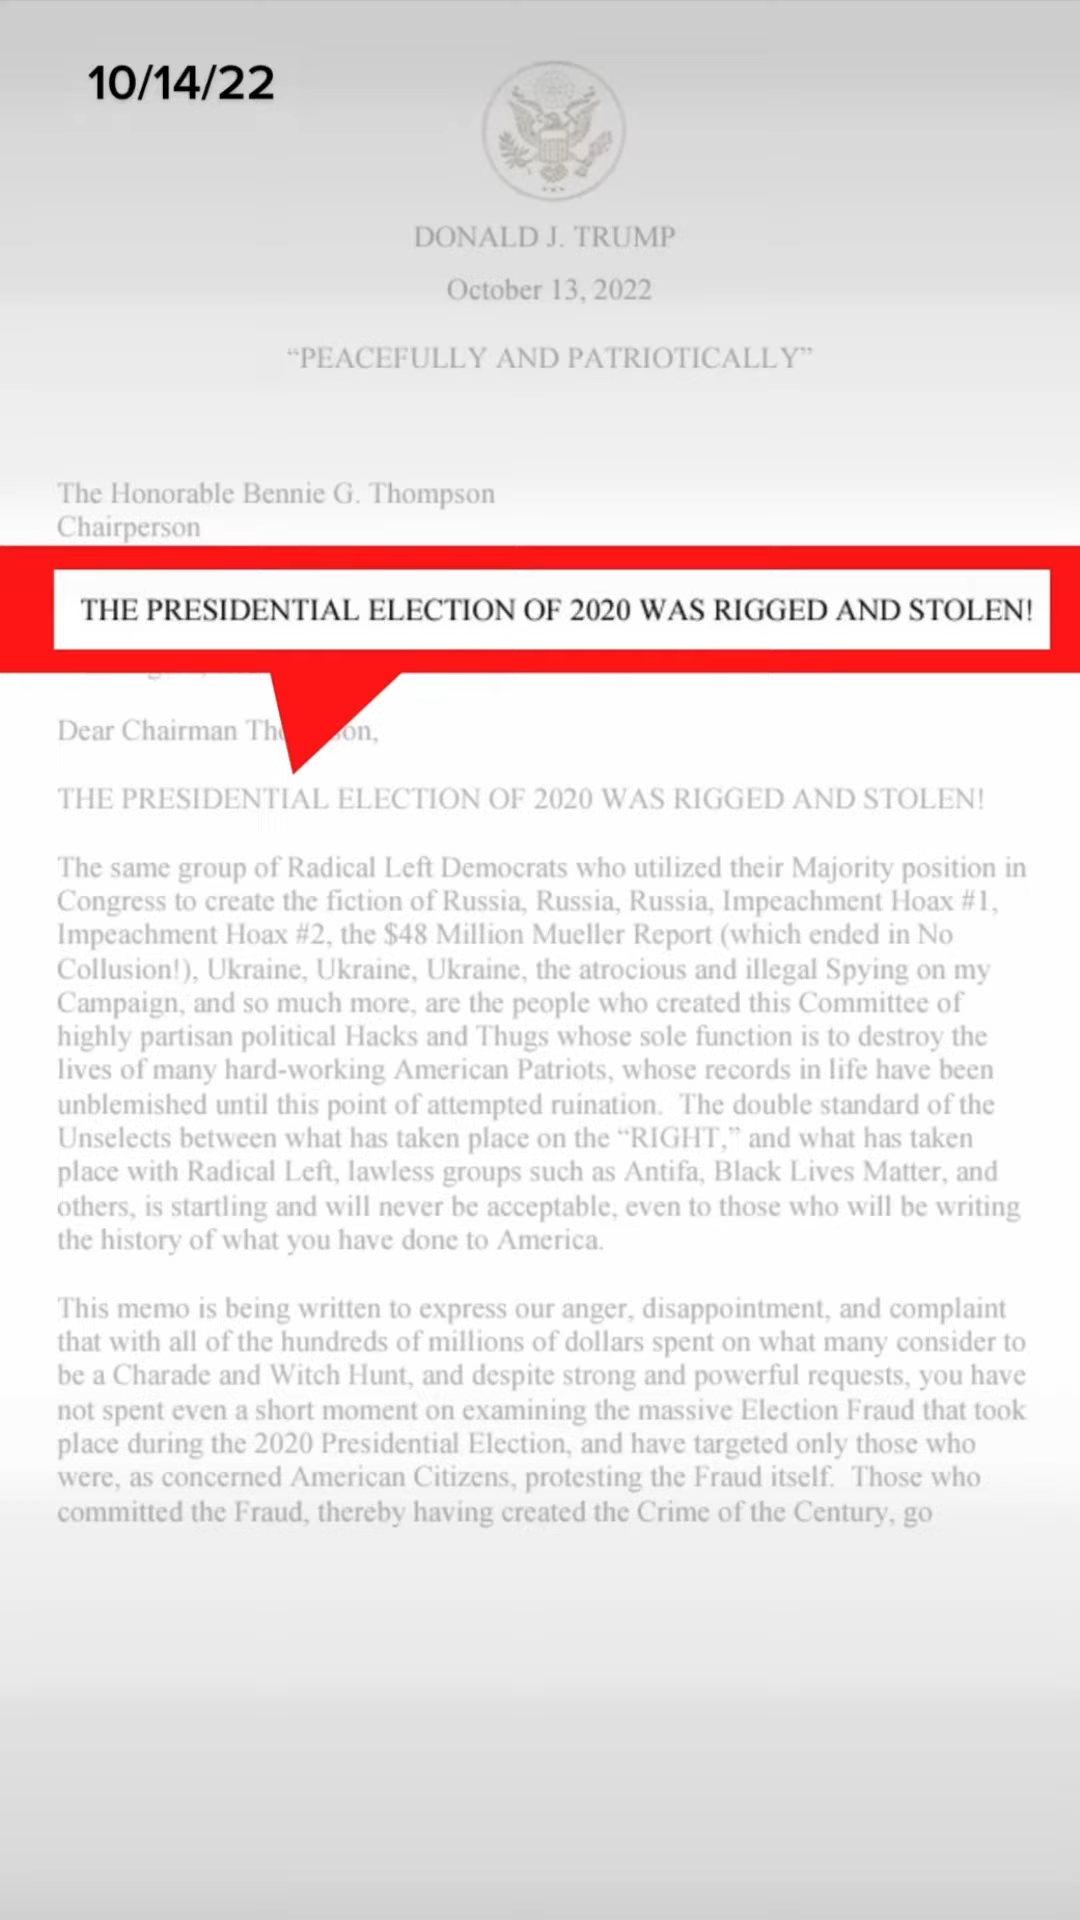 10/14/22
DONALD J. TRUMP
October 13, 2022
“PEACEFULLY AND PATRIOTICALLY”
The Honorable Bennie G. Thompson
Chairperson
THE PRESIDENTIAL ELECTION OF 2020 WAS RIGGED AND STOLEN!
Dear Chairman
THE PRESIDENTIAL ELECTION OF 2020 WAS RIGGED AND STOLEN!
The same group of Radical Left Democrats who utilized their Majority position in
Congress to create the fiction of Russia, Russia, Russia, Impeachment Hoax #1,
Impeachment Hoax #2, the $48 Million Mueller Report (which ended in No
Collusion!), Ukraine, Ukraine, Ukraine, the atrocious and illegal Spying on my
Campaign, and so much more, are the people who created this Committee of
highly partisan political Hacks and Thugs whose sole function is to destroy the
lives of many hard-working American Patriots, whose records in life have been
unblemished until this point of attempted ruination.  The double standard of the
Unselects between what has taken place on the “RIGHT,” and what has taken
place with Radical Left, lawless groups such as Antifa, Black Lives Matter, and
others, is startling and will never be acceptable, even to those who will be writing
the history of what you have done to America.
This memo is being written to express our anger, disappointment, and complaint
that with all of the hundreds of millions of dollars spent on what many consider to
be a Charade and Witch Hunt, and despite strong and powerful requests, you have
not spent even a short moment on examining the massive Election Fraud that took
place during the 2020 Presidential Election, and have targeted only those who
were, as concerned American Citizens, protesting the Fraud itself.  Those who
committed the Fraud, thereby having created the Crime of the Century, go